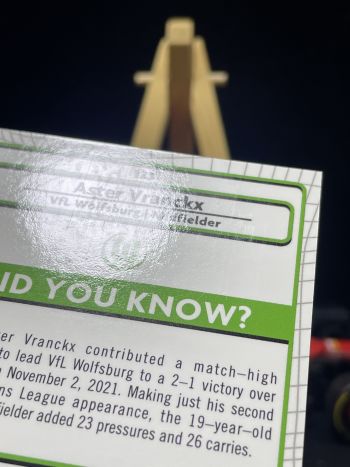 Aster Vranckx
VfL Wolfsburg | Midfielder
ID YOU KNOW?
er Vranckx contributed a match-high
to lead VfL Wolfsburg to a 2-1 victory over
November 2, 2021. Making just his second
ns League appearance, the 19-year-old
fielder added 23 pressures and 26 carries.